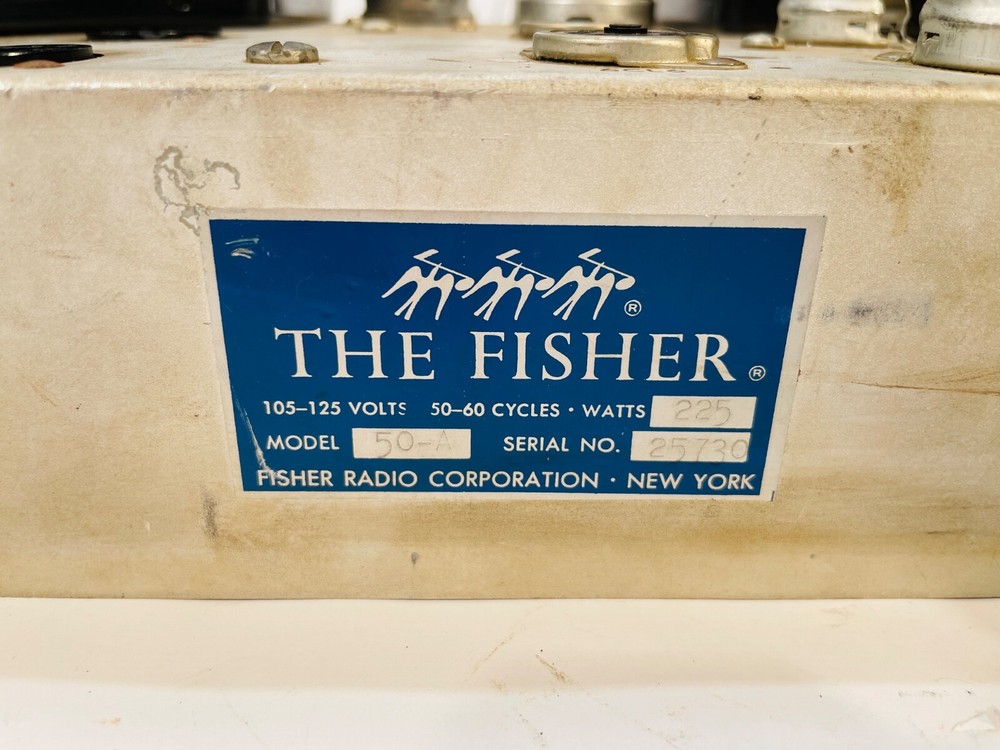 ®
THE FISHER®
105–125 VOLTS 50–60 CYCLES · WATTS 225
MODEL 50-A SERIAL NO. 25730
FISHER RADIO CORPORATION · NEW YORK